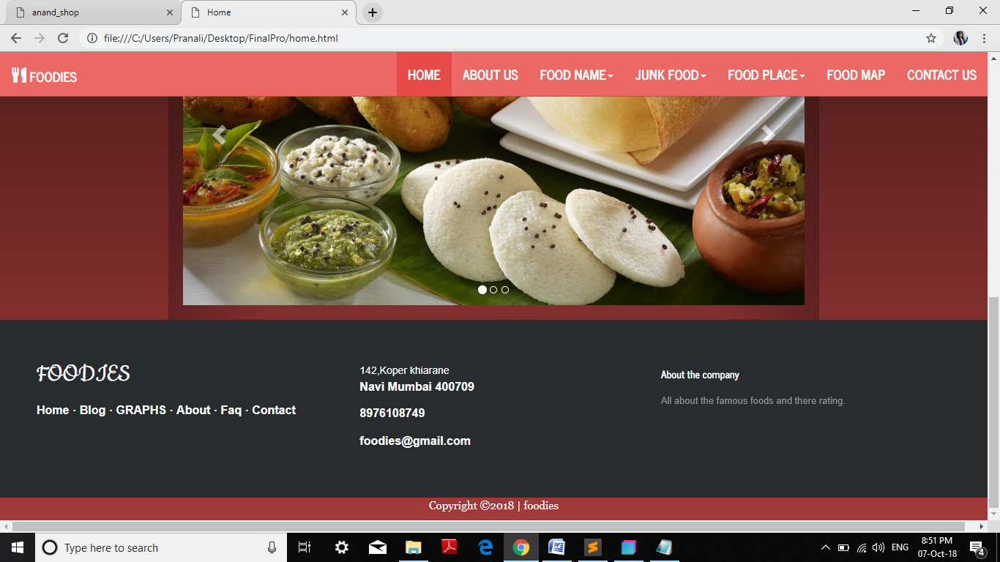 anand_shop
Home
file:///C:/Users/Pranali/Desktop/FinalPro/home.html
FOODIES
HOME ABOUT US FOOD NAME JUNK FOOD FOOD PLACE FOOD MAP CONTACT US
FOODIES
Home · Blog · GRAPHS · About · Faq · Contact
142,Koper khiarane
Navi Mumbai 400709
8976108749
foodies@gmail.com
About the company
All about the famous foods and there rating.
Copyright ©2018 | foodies
Type here to search
ENG
8:51 PM
07-Oct-18
4